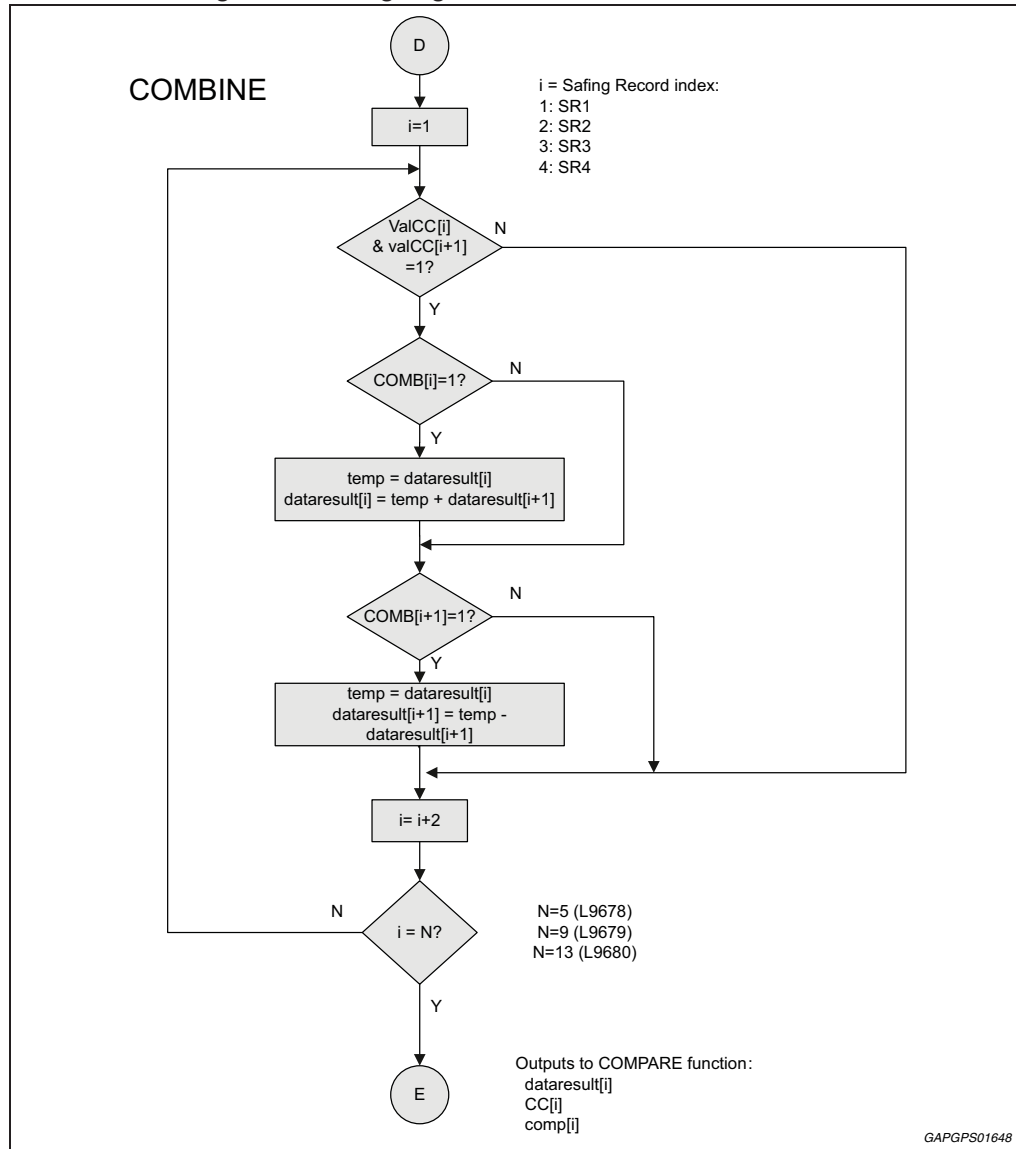 D
COMBINE
i = Safing Record index:
1: SR1
2: SR2
3: SR3
4: SR4
i=1
ValCC[i]
& valCC[i+1]
=1?
N
Y
COMB[i]=1?
N
Y
temp = dataresult[i]
dataresult[i] = temp + dataresult[i+1]
COMB[i+1]=1?
N
Y
temp = dataresult[i]
dataresult[i+1] = temp -
dataresult[i+1]
i= i+2
i = N?
N
Y
N=5 (L9678)
N=9 (L9679)
N=13 (L9680)
E
Outputs to COMPARE function:
dataresult[i]
CC[i]
comp[i]
GAPGPS01648